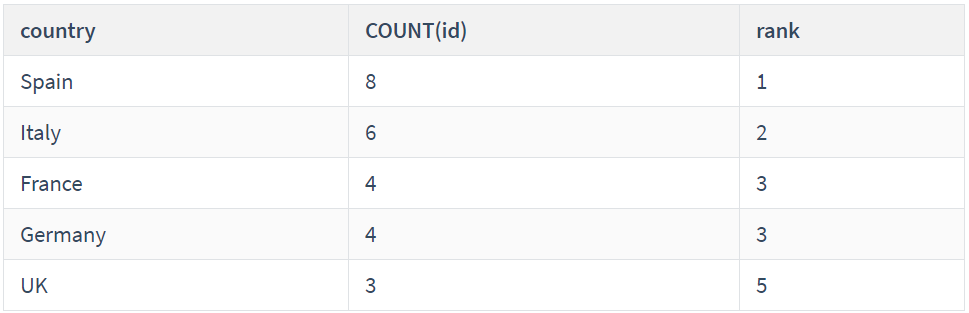 country COUNT(id) rank
Spain 8 1
Italy 6 2
France 4 3
Germany 4 3
UK 3 5